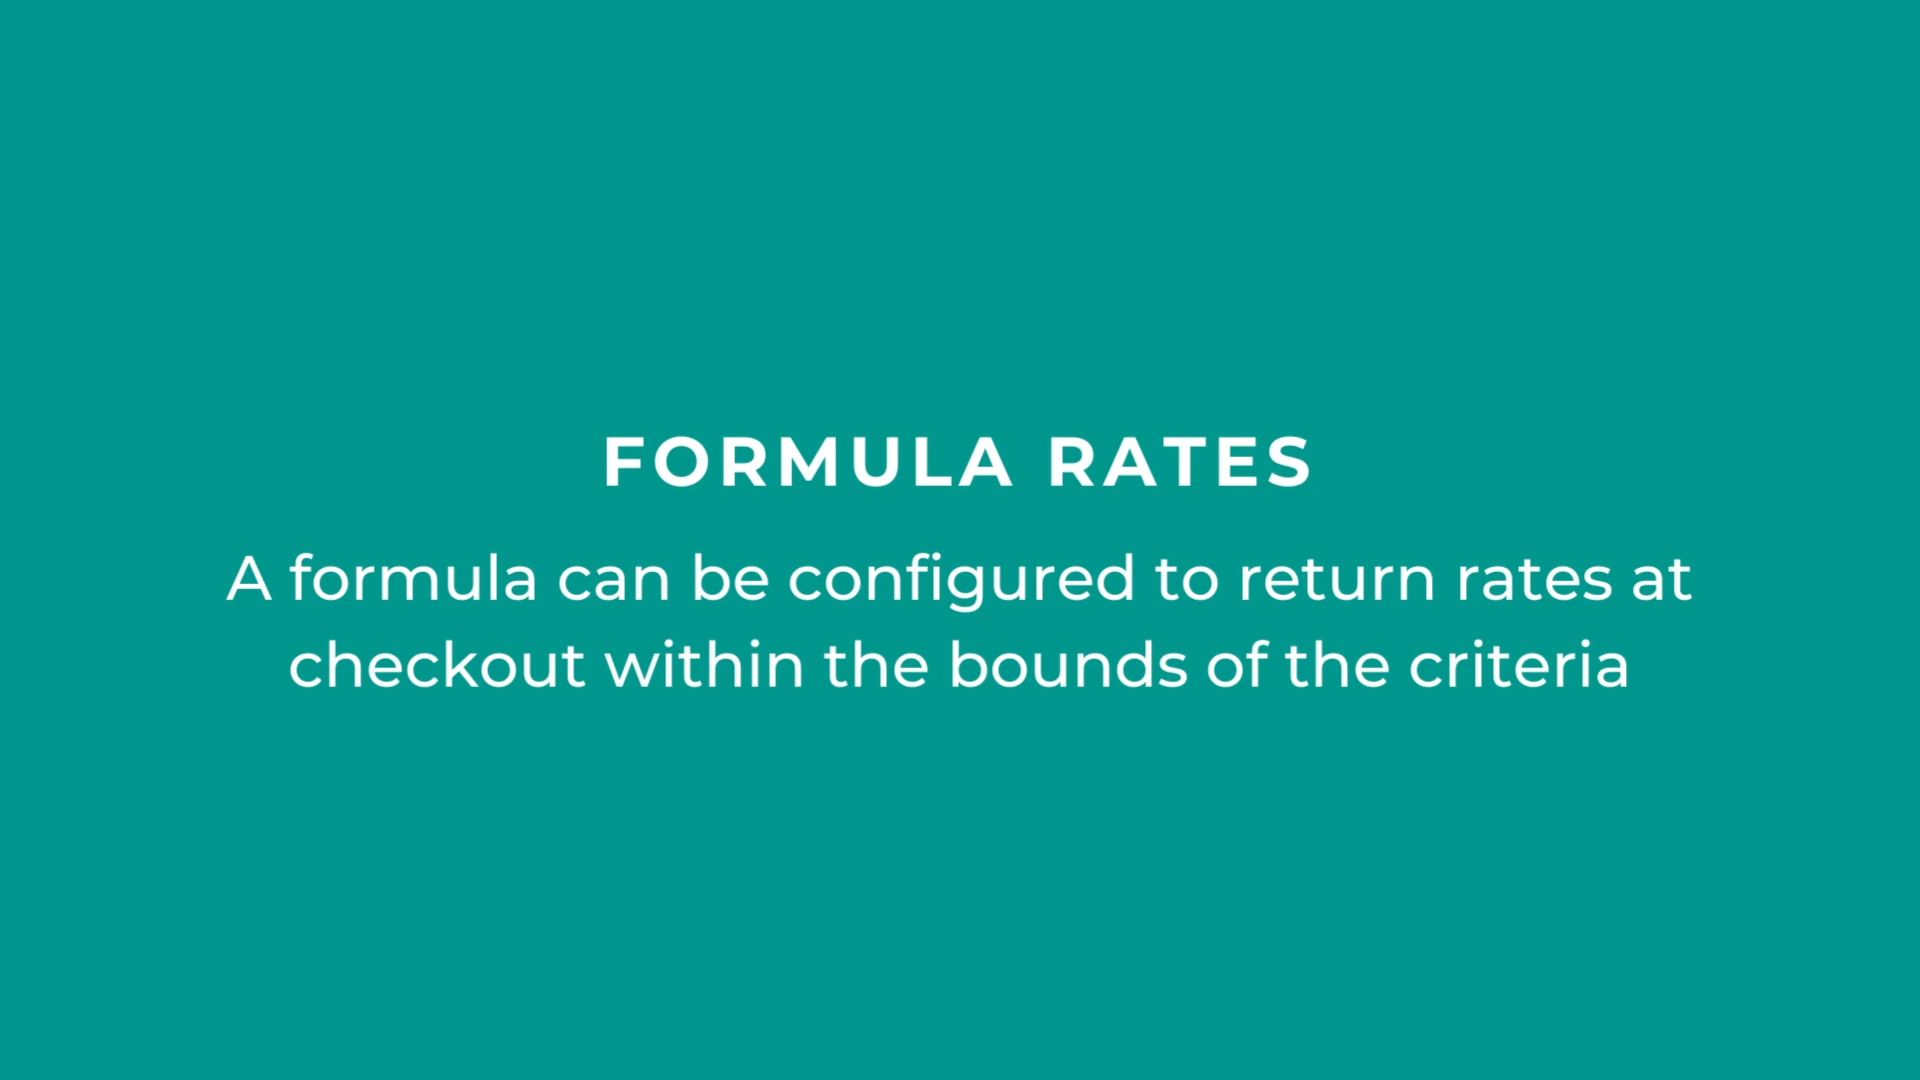 FORMULA RATES
A formula can be configured to return rates at
checkout within the bounds of the criteria